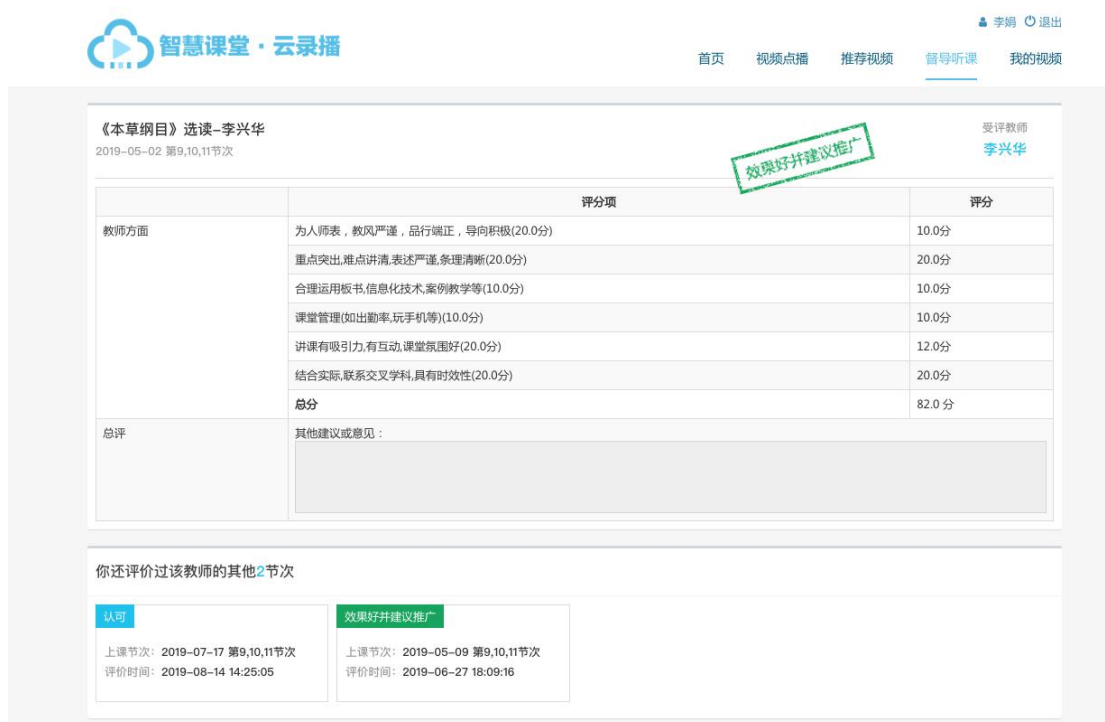 李娟 退出
智慧课堂·云录播
首页 视频点播 推荐视频 督导听课 我的视频
《本草纲目》选读-李兴华
2019-05-02 第9,10,11节次
效果好并建议推广
受评教师
李兴华
评分项 评分
教师方面 为人师表，教风严谨，品行端正，导向积极(20.0分) 10.0分
重点突出,难点讲清,表述严谨,条理清晰(20.0分) 20.0分
合理运用板书,信息化技术,案例教学等(10.0分) 10.0分
课堂管理(如出勤率,玩手机等)(10.0分) 10.0分
讲课有吸引力,有互动,课堂氛围好(20.0分) 12.0分
结合实际,联系交叉学科,具有时效性(20.0分) 20.0分
总分 82.0 分
总评 其他建议或意见：
你还评价过该教师的其他2节次
认可
上课节次：2019-07-17 第9,10,11节次
评价时间：2019-08-14 14:25:05
效果好并建议推广
上课节次：2019-05-09 第9,10,11节次
评价时间：2019-06-27 18:09:16